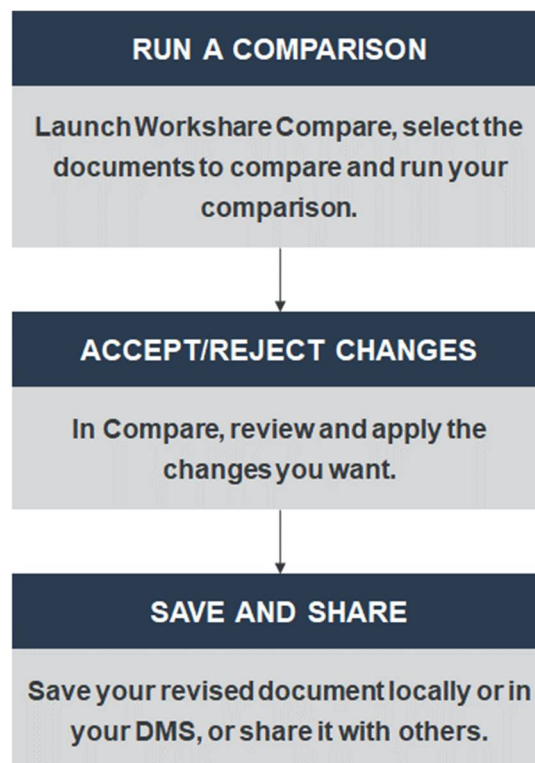 RUN A COMPARISON
Launch Workshare Compare, select the
documents to compare and run your
comparison.
ACCEPT/REJECT CHANGES
In Compare, review and apply the
changes you want.
SAVE AND SHARE
Save your revised document locally or in
your DMS, or share it with others.